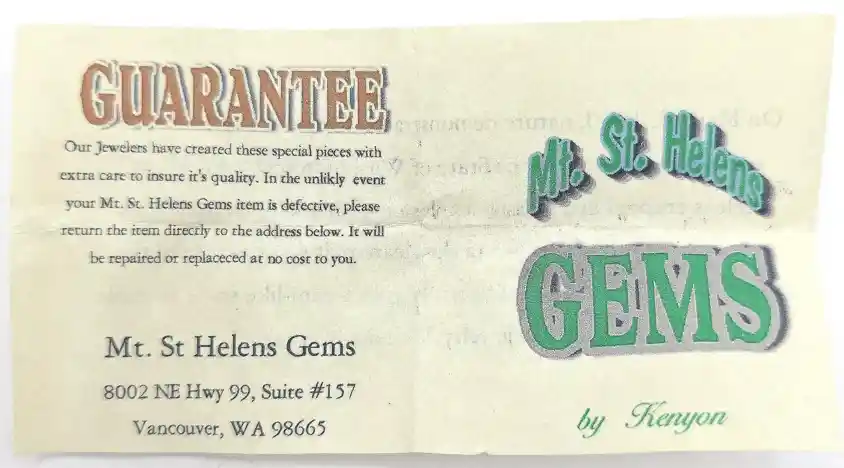 GUARANTEE
Our Jewelers have created these special pieces with
extra care to insure it's quality. In the unlikly event
your Mt. St. Helens Gems item is defective, please
return the item directly to the address below. It will
be repaired or replaceced at no cost to you.
Mt. St Helens Gems
8002 NE Hwy 99, Suite #157
Vancouver, WA 98665
Mt. St. Helens
GEMS
by Kenyon